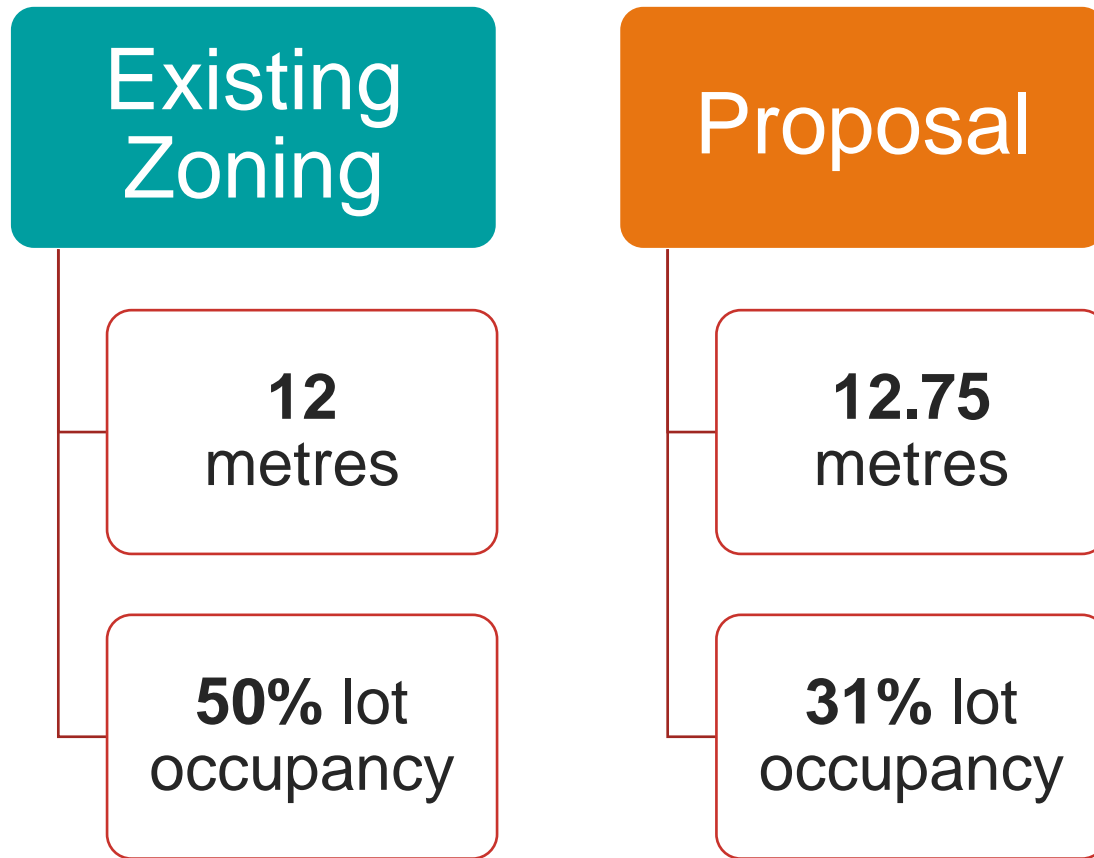 Existing
Zoning
12
metres
50% lot
occupancy
Proposal
12.75
metres
31% lot
occupancy